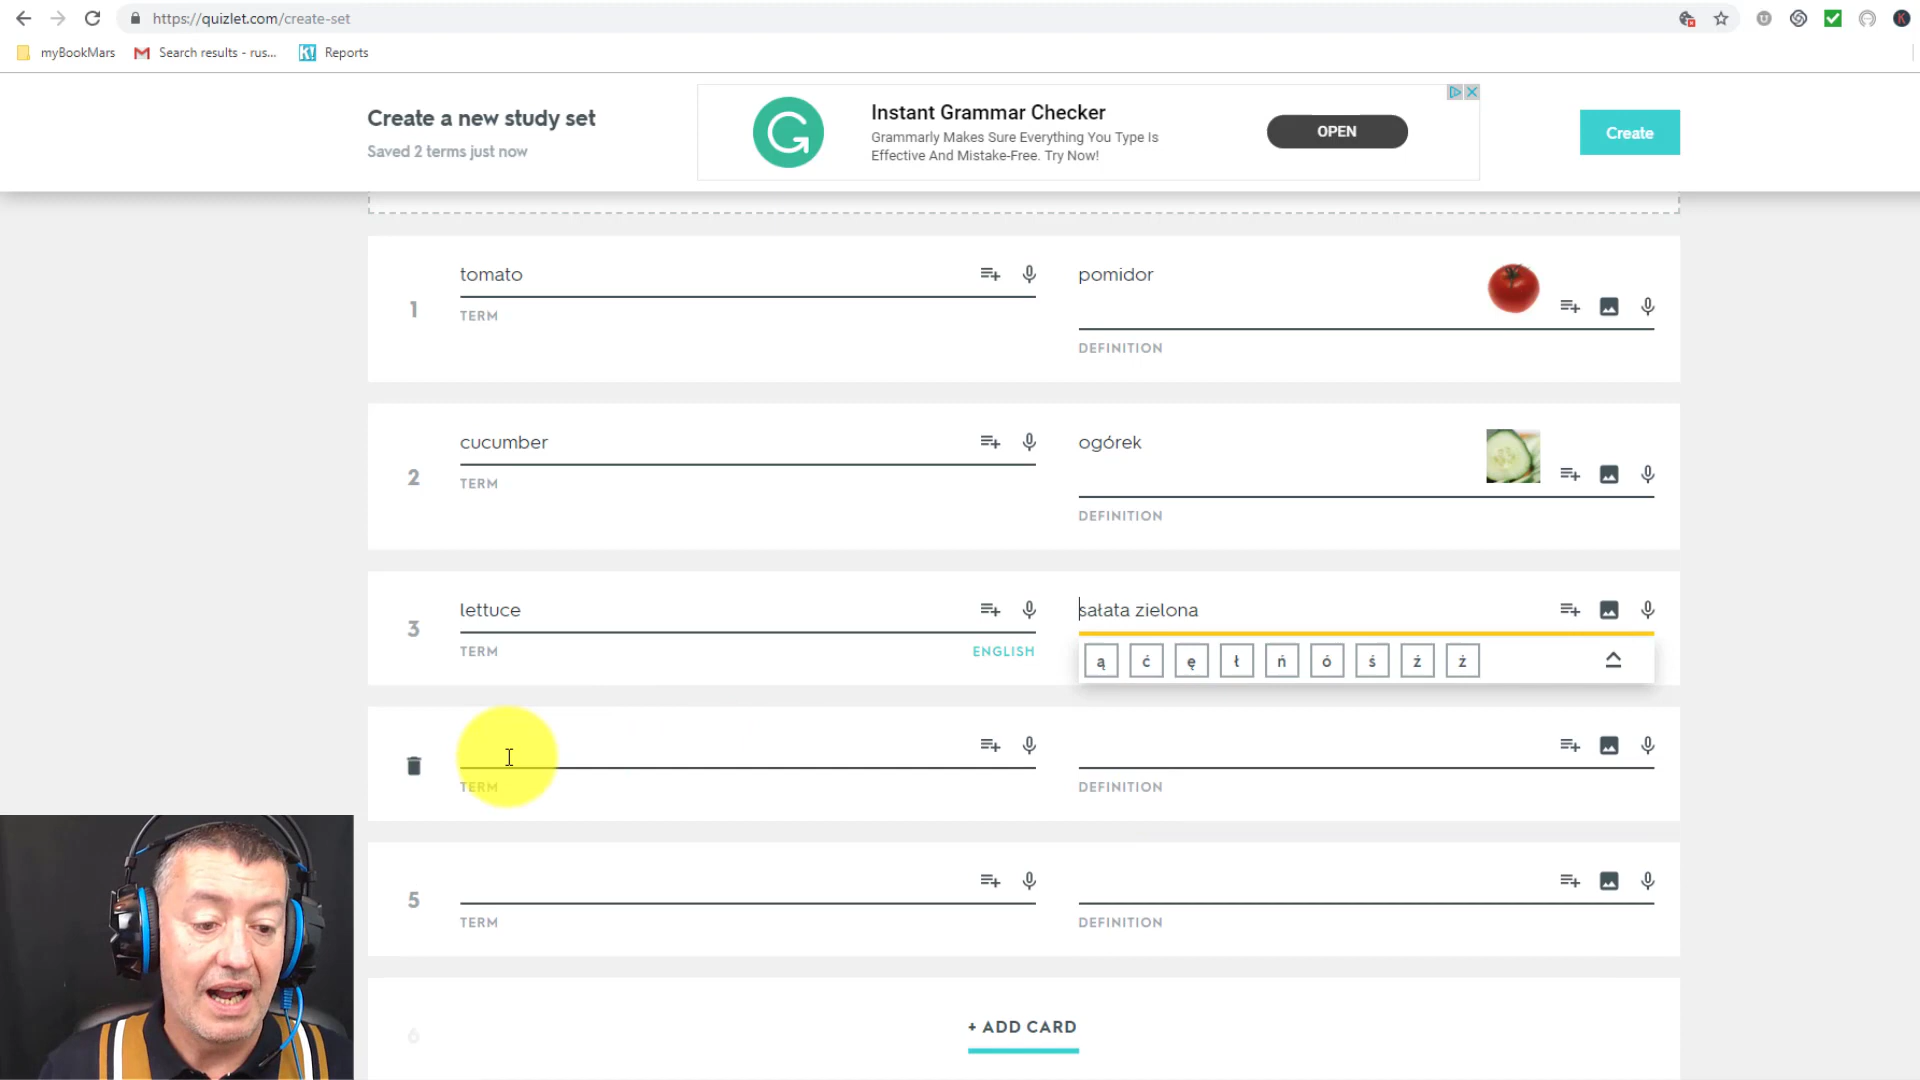 https://quizlet.com/create-set
myBookMars
Search results - rus...
Reports
Create a new study set
Saved 2 terms just now
Instant Grammar Checker
Grammarly Makes Sure Everything You Type Is
Effective And Mistake-Free. Try Now!
OPEN
Create
1
tomato
TERM
pomidor
DEFINITION
2
cucumber
TERM
ogórek
DEFINITION
3
lettuce
TERM
ENGLISH
sałata zielona
ą ć ę ł ń ó ś ź ż
TERM
DEFINITION
5
TERM
DEFINITION
6
+ ADD CARD